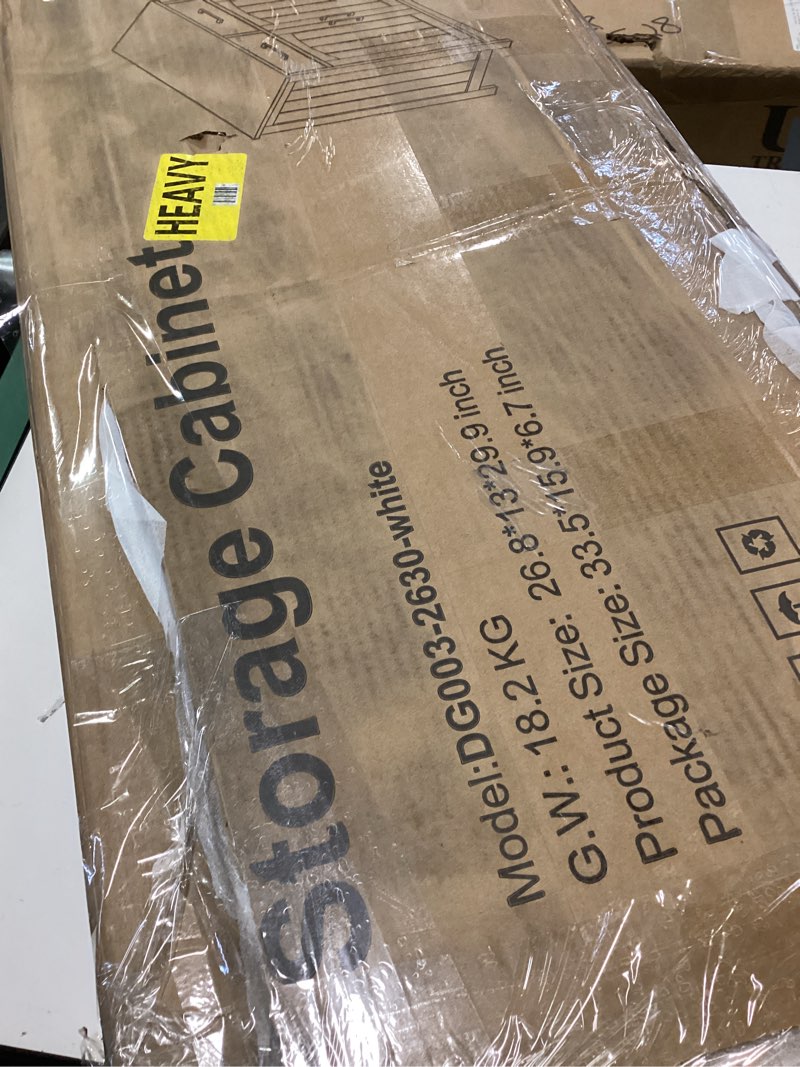 HEAVY
Storage Cabinet
Model:DG003-2630-white
G.W.: 18.2 KG
Product Size: 26.8*13*29.9 inch
Package Size: 33.5*15.9*6.7 inch
TR